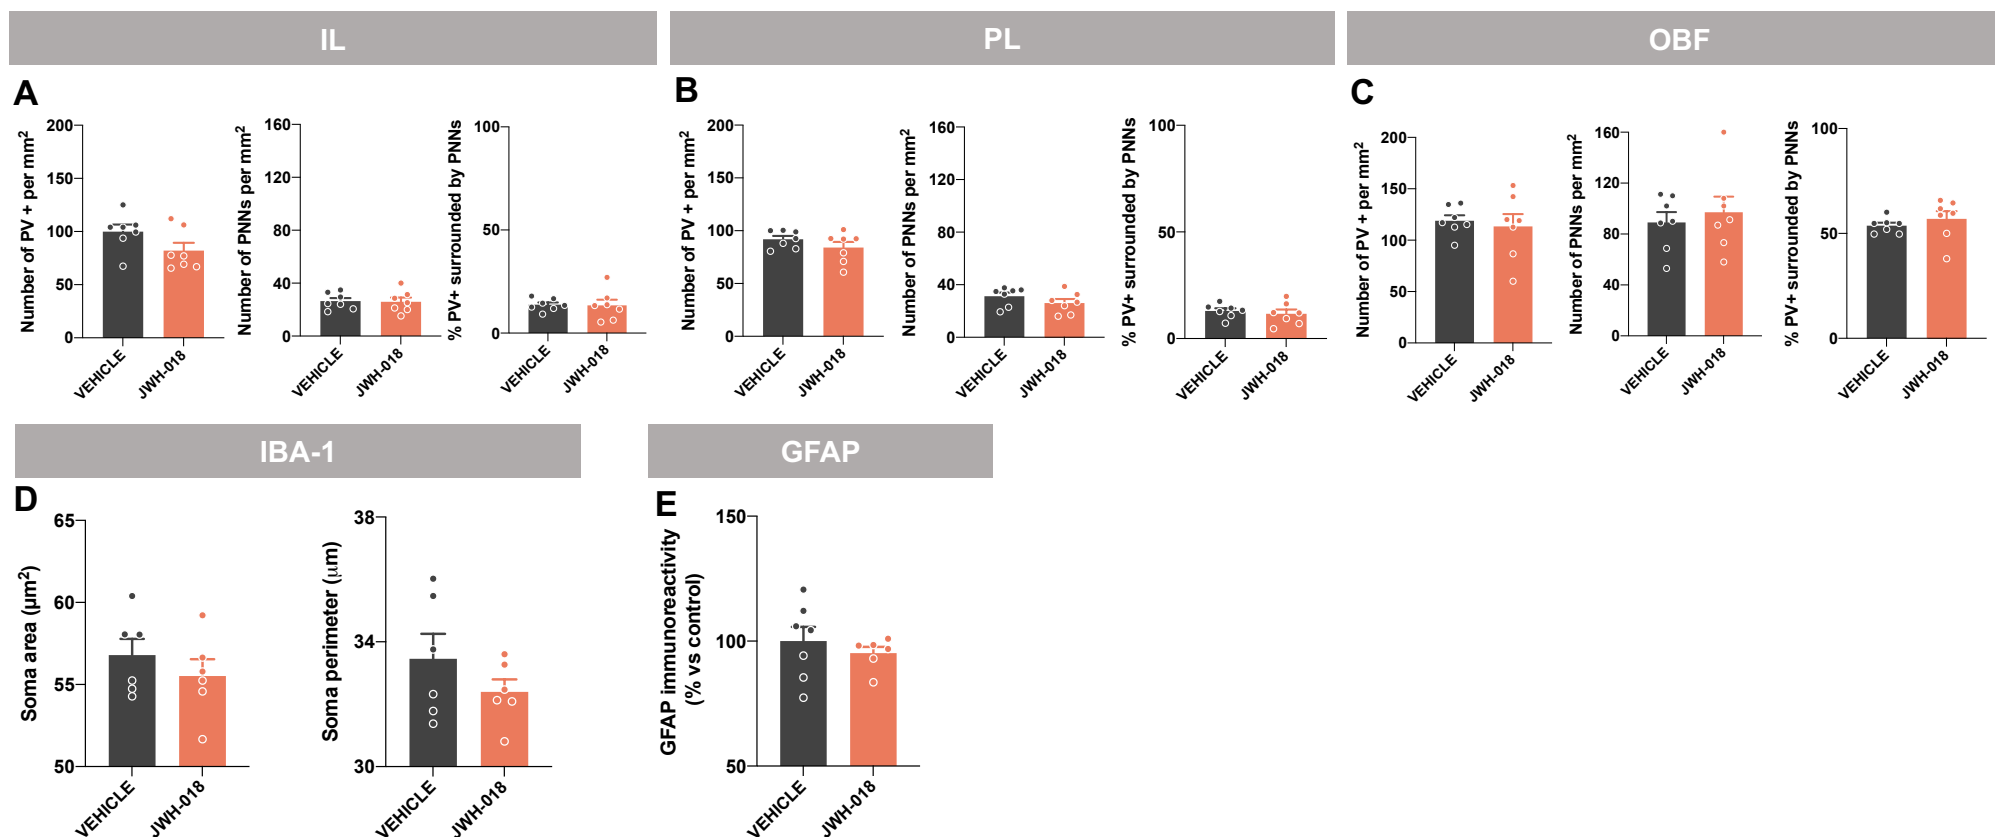 IL
PL
OBF
A
Number of PV + per mm²
200
150
100
50
0
VEHICLE
JWH-018
Number of PNNs per mm²
160
120
80
40
0
VEHICLE
JWH-018
% PV+ surrounded by PNNs
100
50
0
VEHICLE
JWH-018
B
Number of PV + per mm²
200
150
100
50
0
VEHICLE
JWH-018
Number of PNNs per mm²
160
120
80
40
0
VEHICLE
JWH-018
% PV+ surrounded by PNNs
100
50
0
VEHICLE
JWH-018
C
Number of PV + per mm²
200
150
100
50
0
VEHICLE
JWH-018
Number of PNNs per mm²
160
120
80
40
0
VEHICLE
JWH-018
% PV+ surrounded by PNNs
100
50
0
VEHICLE
JWH-018
IBA-1
GFAP
D
Soma area (µm²)
65
60
55
50
VEHICLE
JWH-018
Soma perimeter (µm)
38
34
30
VEHICLE
JWH-018
E
GFAP immunoreactivity
(% vs control)
150
100
50
VEHICLE
JWH-018